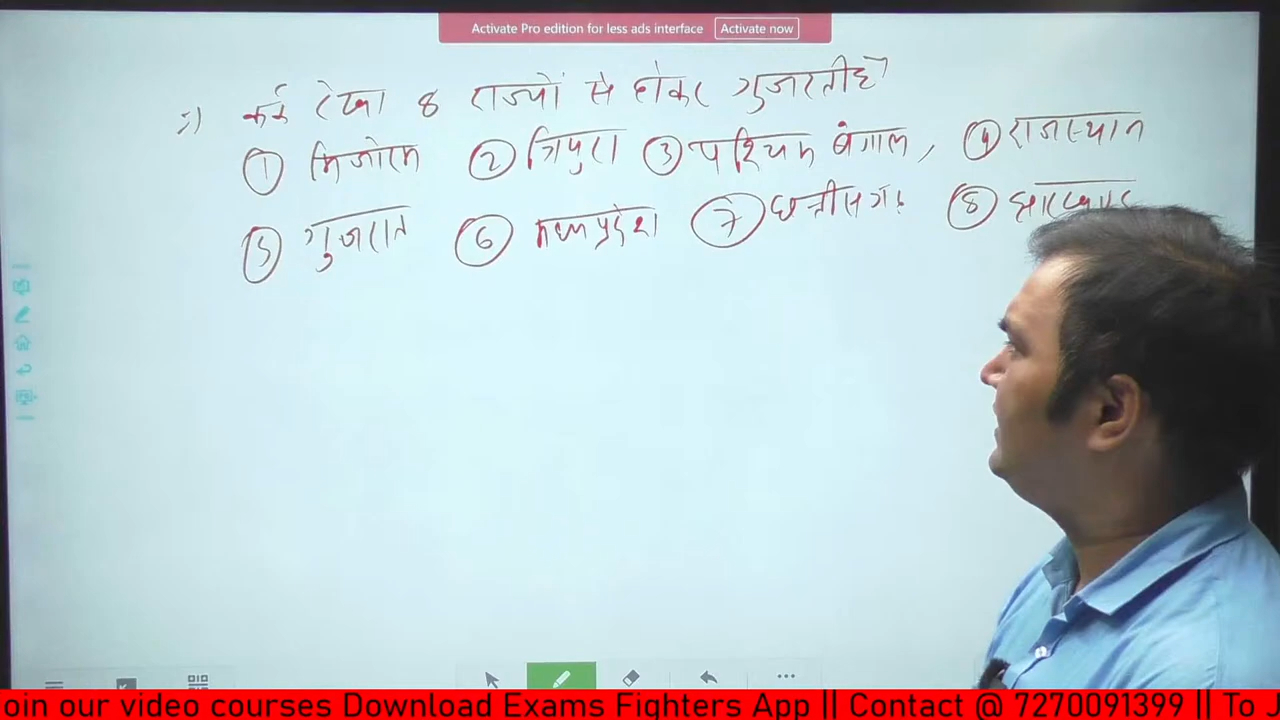 Activate Pro edition for less ads interface Activate now
कर्क रेखा 8 राज्यों से होकर गुजरती है
① मिजोरम ② त्रिपुरा ③ पश्चिम बंगाल, ④ राजस्थान
⑤ गुजरात ⑥ मध्यप्रदेश ⑦ छत्तीसगढ़ ⑧ झारखण्ड
oin our video courses Download Exams Fighters App || Contact @ 7270091399 || To J